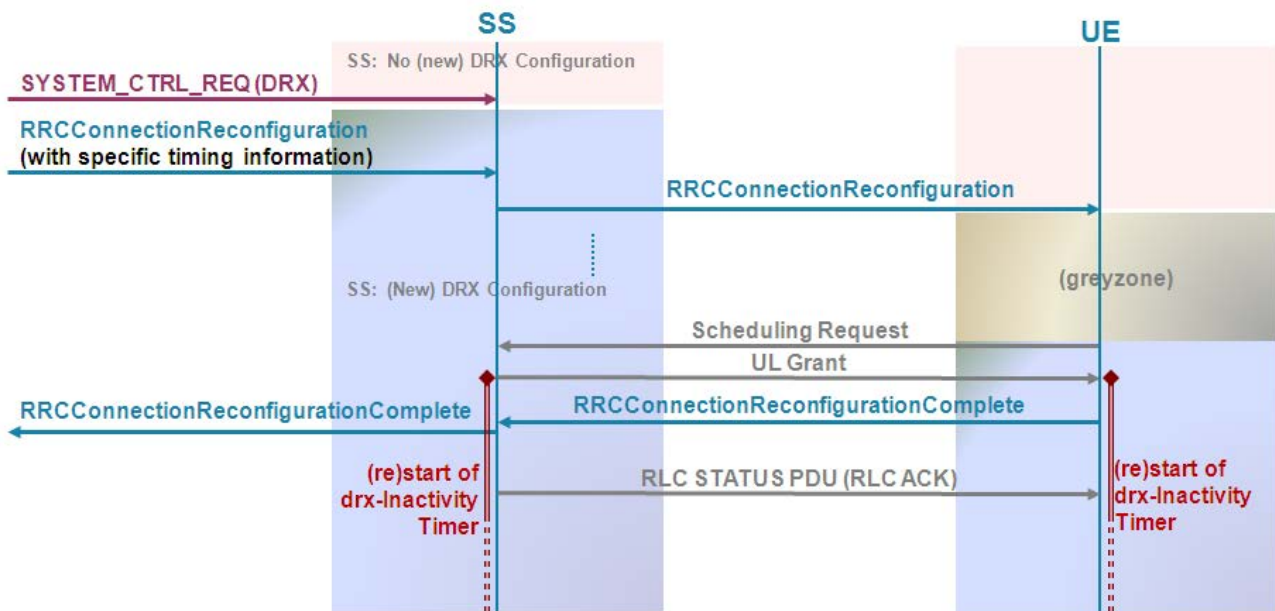 SS
UE
SS: No (new) DRX Configuration
SYSTEM_CTRL_REQ (DRX)
RRCConnectionReconfiguration
(with specific timing information)
RRCConnectionReconfiguration
(greyzone)
SS: (New) DRX Configuration
Scheduling Request
UL Grant
RRCConnectionReconfigurationComplete
RRCConnectionReconfigurationComplete
(re)start of
drx-Inactivity
Timer
RLC STATUS PDU (RLC ACK)
(re)start of
drx-Inactivity
Timer